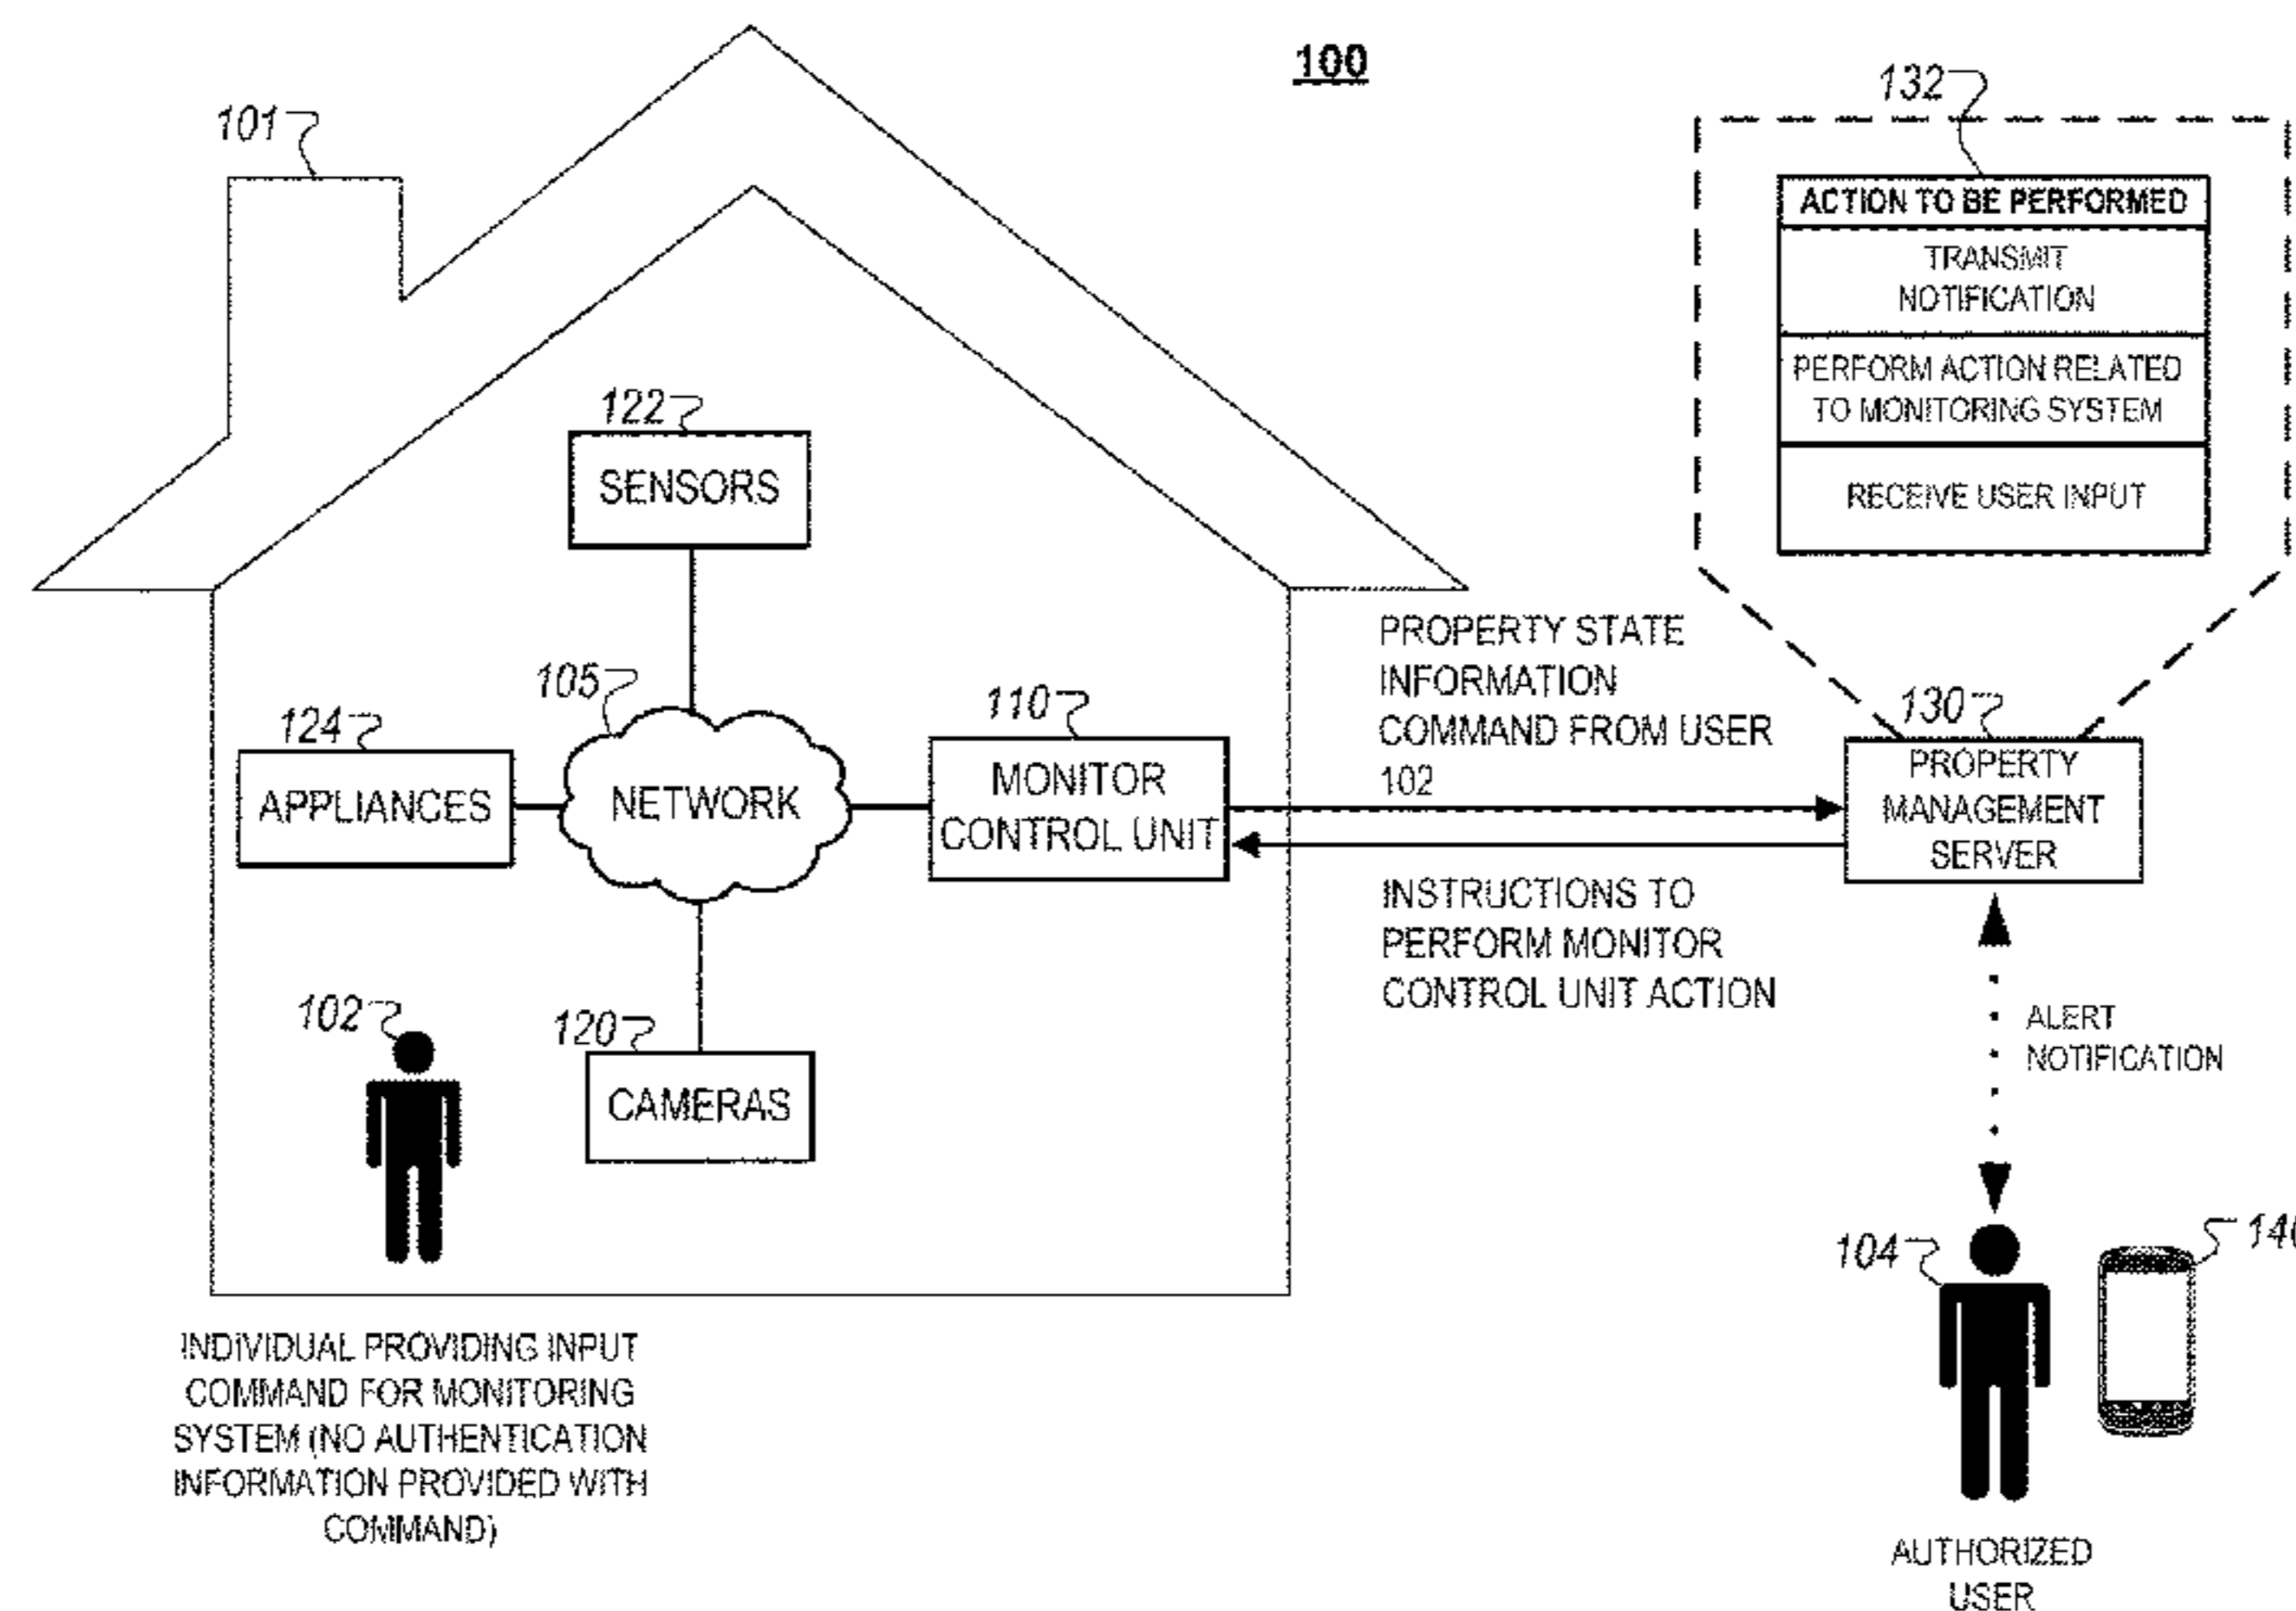 100
101
132
ACTION TO BE PERFORMED
TRANSMIT
NOTIFICATION
PERFORM ACTION RELATED
TO MONITORING SYSTEM
RECEIVE USER INPUT
122
SENSORS
105
NETWORK
124
APPLIANCES
110
MONITOR
CONTROL UNIT
PROPERTY STATE
INFORMATION
COMMAND FROM USER
102
130
PROPERTY
MANAGEMENT
SERVER
INSTRUCTIONS TO
PERFORM MONITOR
CONTROL UNIT ACTION
102
120
CAMERAS
ALERT
NOTIFICATION
104
INDIVIDUAL PROVIDING INPUT
COMMAND FOR MONITORING
SYSTEM (NO AUTHENTICATION
INFORMATION PROVIDED WITH
COMMAND)
AUTHORIZED
USER